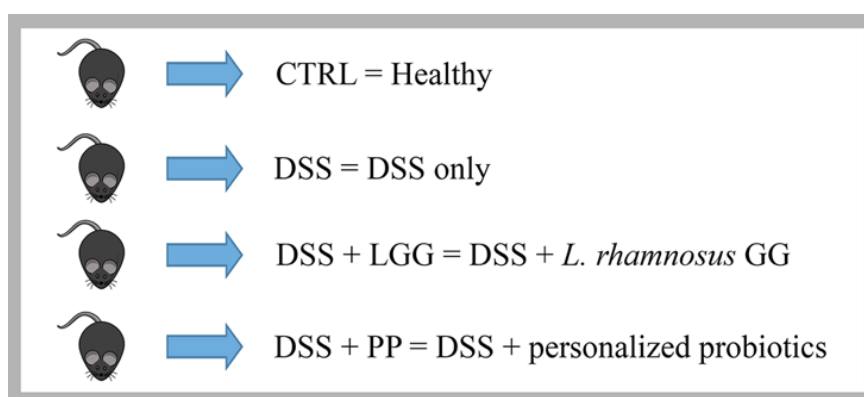 CTRL = Healthy
DSS = DSS only
DSS + LGG = DSS + L. rhamnosus GG
DSS + PP = DSS + personalized probiotics